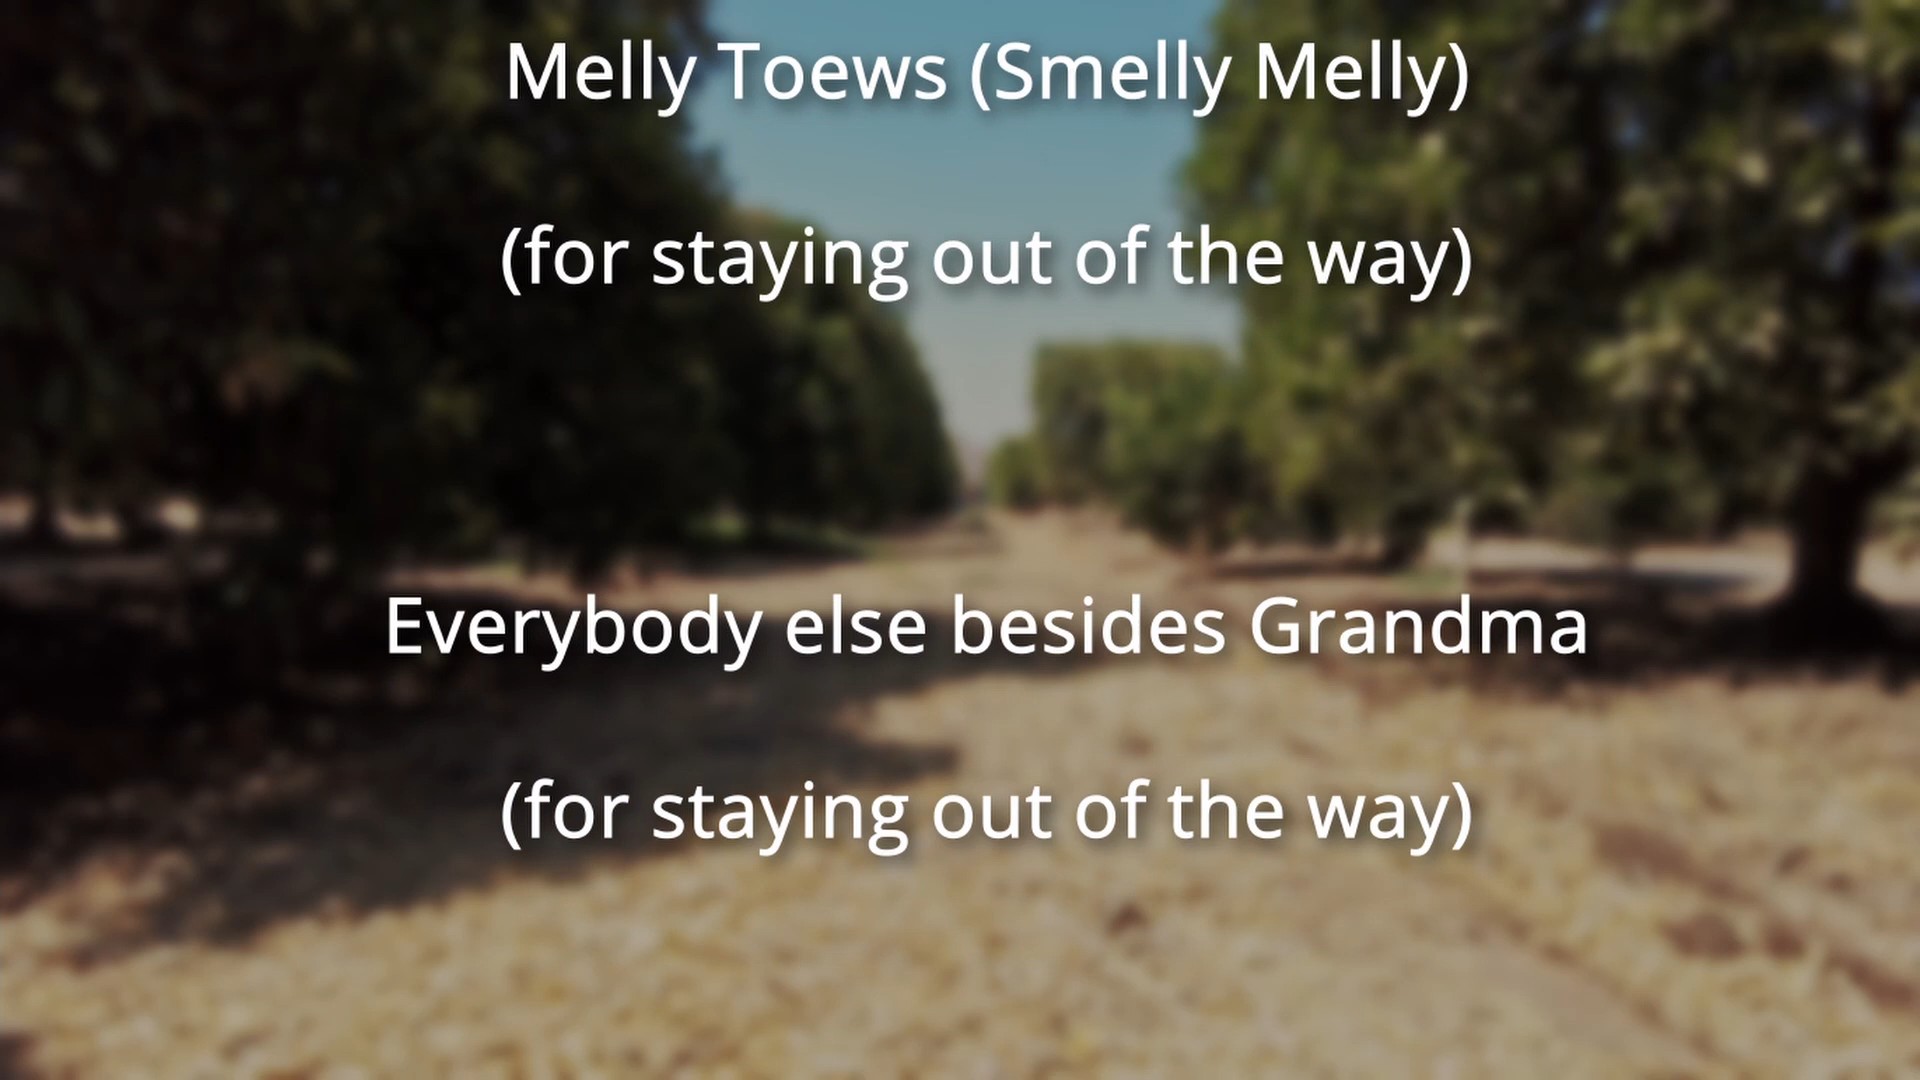 Melly Toews (Smelly Melly)
(for staying out of the way)
Everybody else besides Grandma
(for staying out of the way)